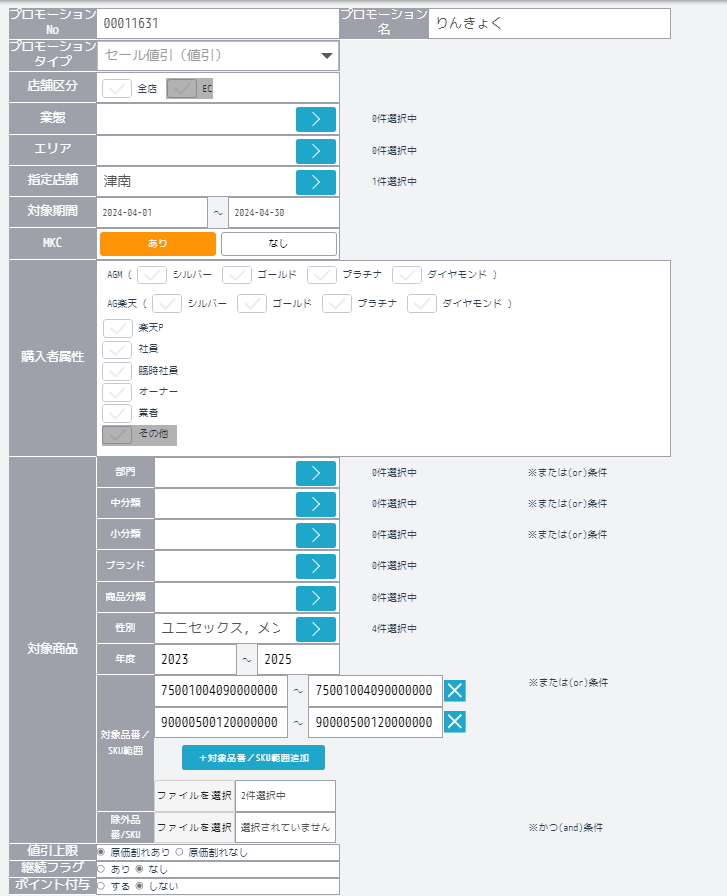 プロモーションNo 00011631 プロモーション名 りんきょく
プロモーションタイプ セール値引（値引）
店舗区分 全店 EC
業態 0件選択中
エリア 0件選択中
指定店舗 津南 1件選択中
対象期間 2024-04-01 ～ 2024-04-30
MKC あり なし
購入者属性
AGM ( シルバー ゴールド プラチナ ダイヤモンド )
AG楽天 ( シルバー ゴールド プラチナ ダイヤモンド )
楽天P
社員
臨時社員
オーナー
業者
その他
対象商品
部門 0件選択中 ※または(or)条件
中分類 0件選択中 ※または(or)条件
小分類 0件選択中 ※または(or)条件
ブランド 0件選択中
商品分類 0件選択中
性別 ユニセックス, メン 4件選択中
年度 2023 ～ 2025
対象品番／SKU範囲
75001004090000000 ～ 75001004090000000 ※または(or)条件
90000500120000000 ～ 90000500120000000
＋対象品番／SKU範囲追加
ファイルを選択 2件選択中
除外品番/SKU ファイルを選択 選択されていません ※かつ(and)条件
値引上限 原価割れあり 原価割れなし
継続フラグ あり なし
ポイント付与 する しない